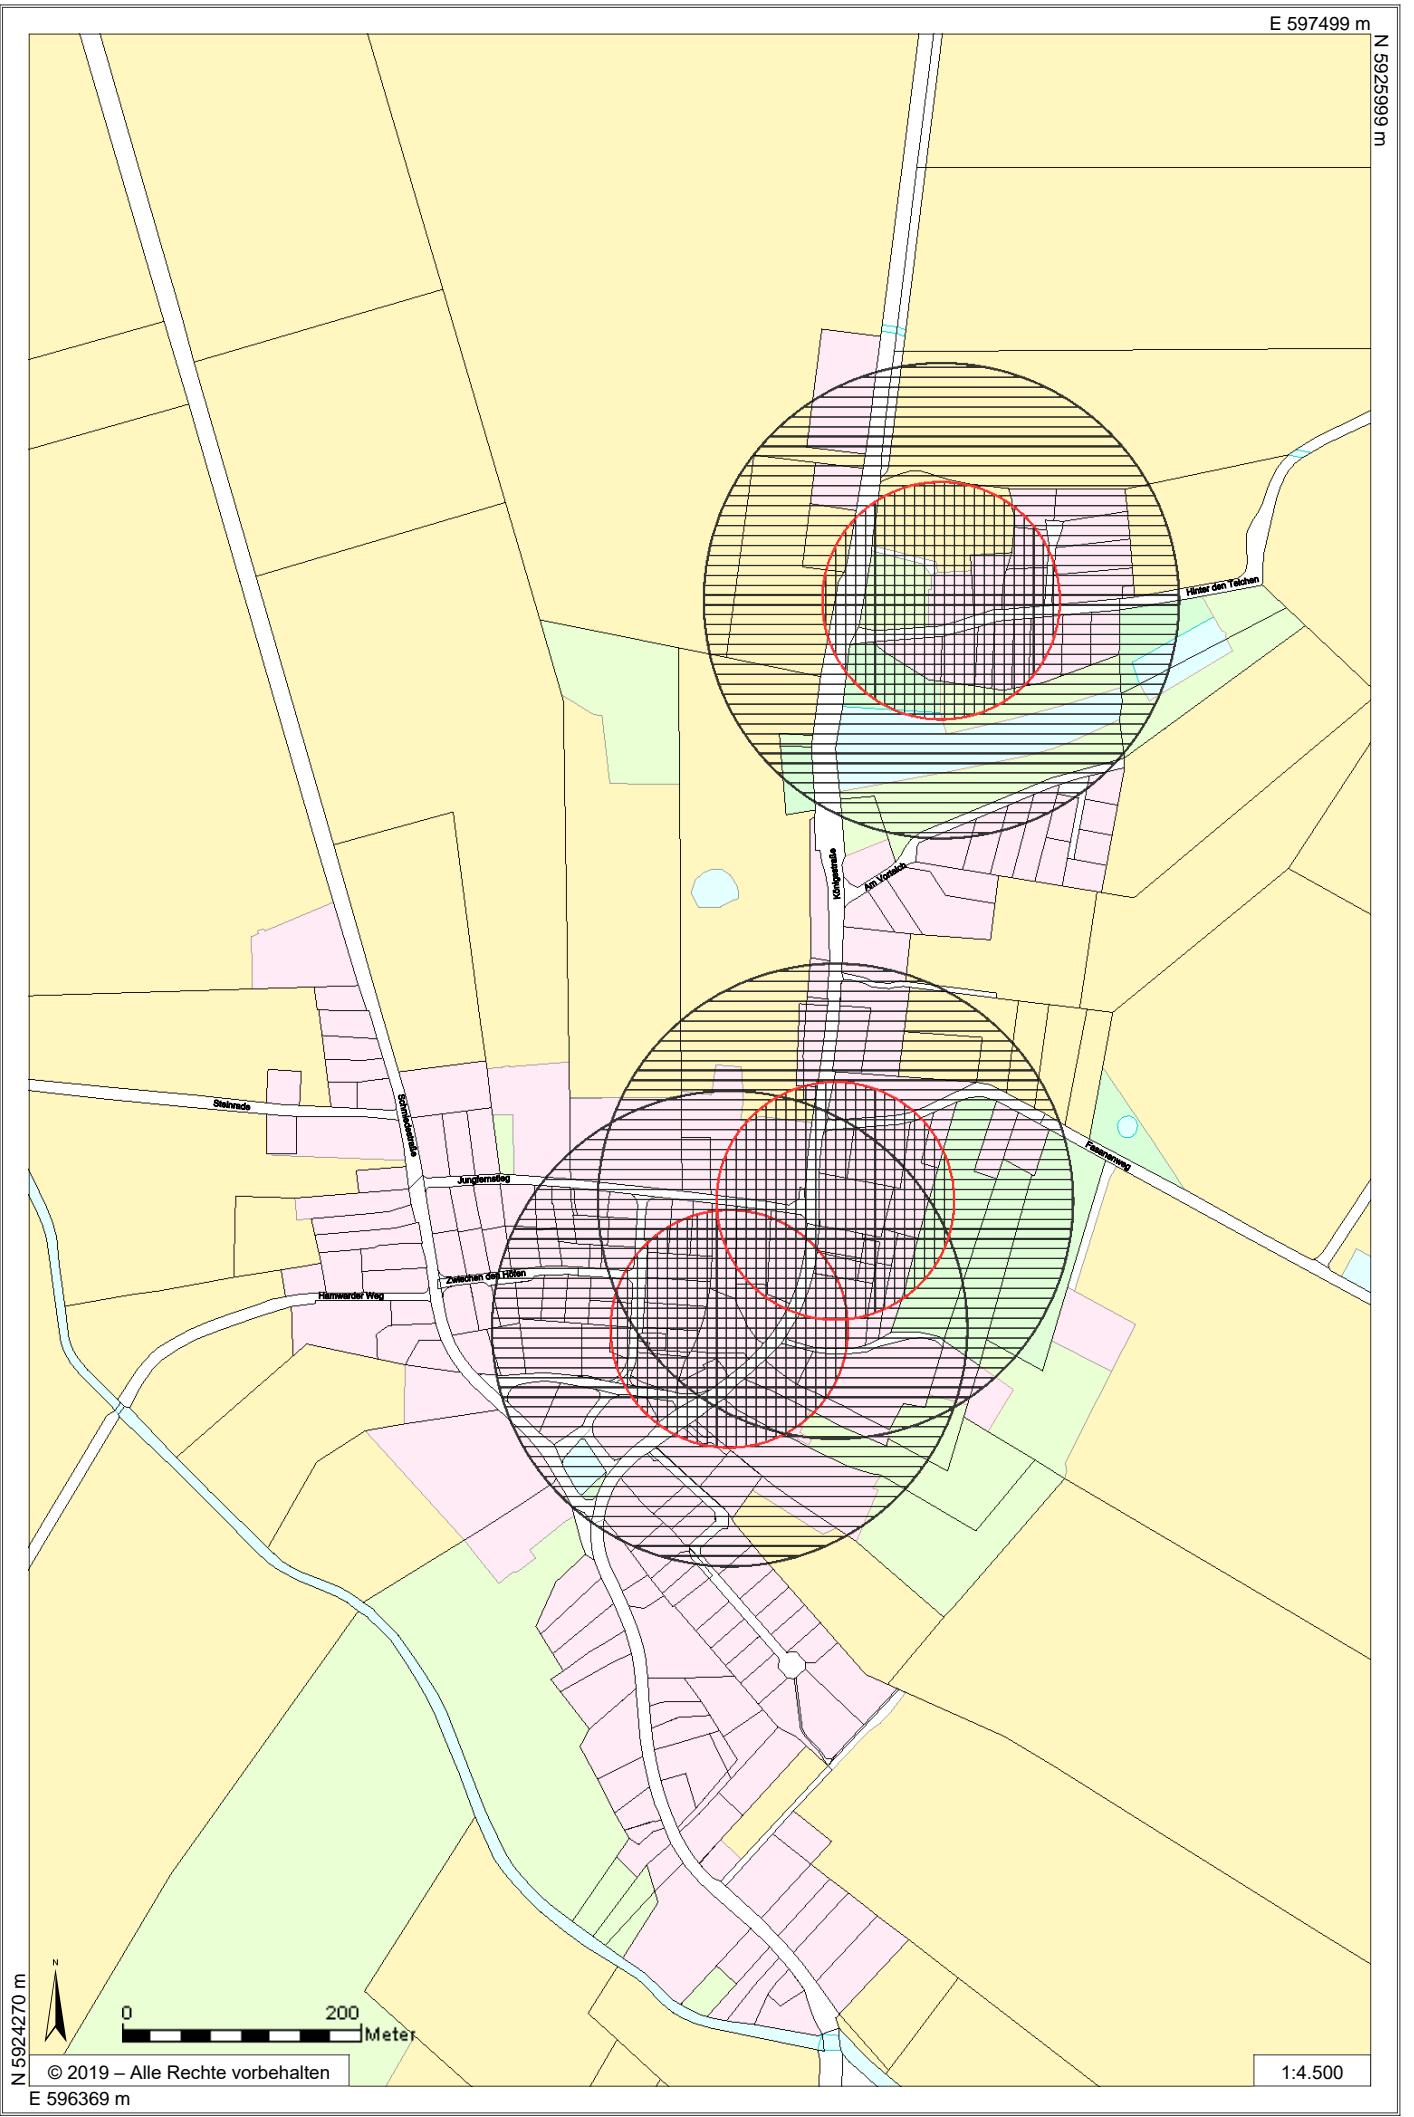 E 597499 m
N 5925999 m
Hinter den Teichen
Königsstraße
Am Vorteich
Steinrade
Schmiedestraße
Fasanenweg
Jungfernstieg
Zwischen den Höfen
Hamwarder Weg
N
0 200
Meter
N 5924270 m
© 2019 – Alle Rechte vorbehalten
1:4.500
E 596369 m